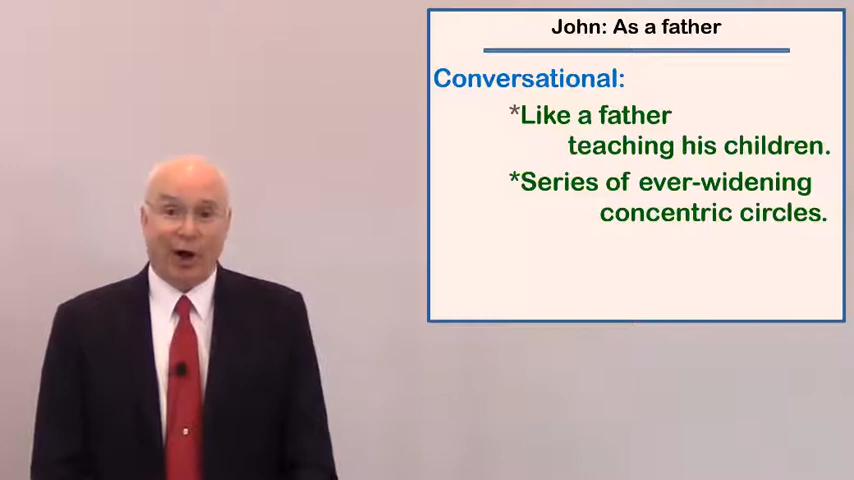 John: As a father
Conversational:
*Like a father
teaching his children.
*Series of ever-widening
concentric circles.